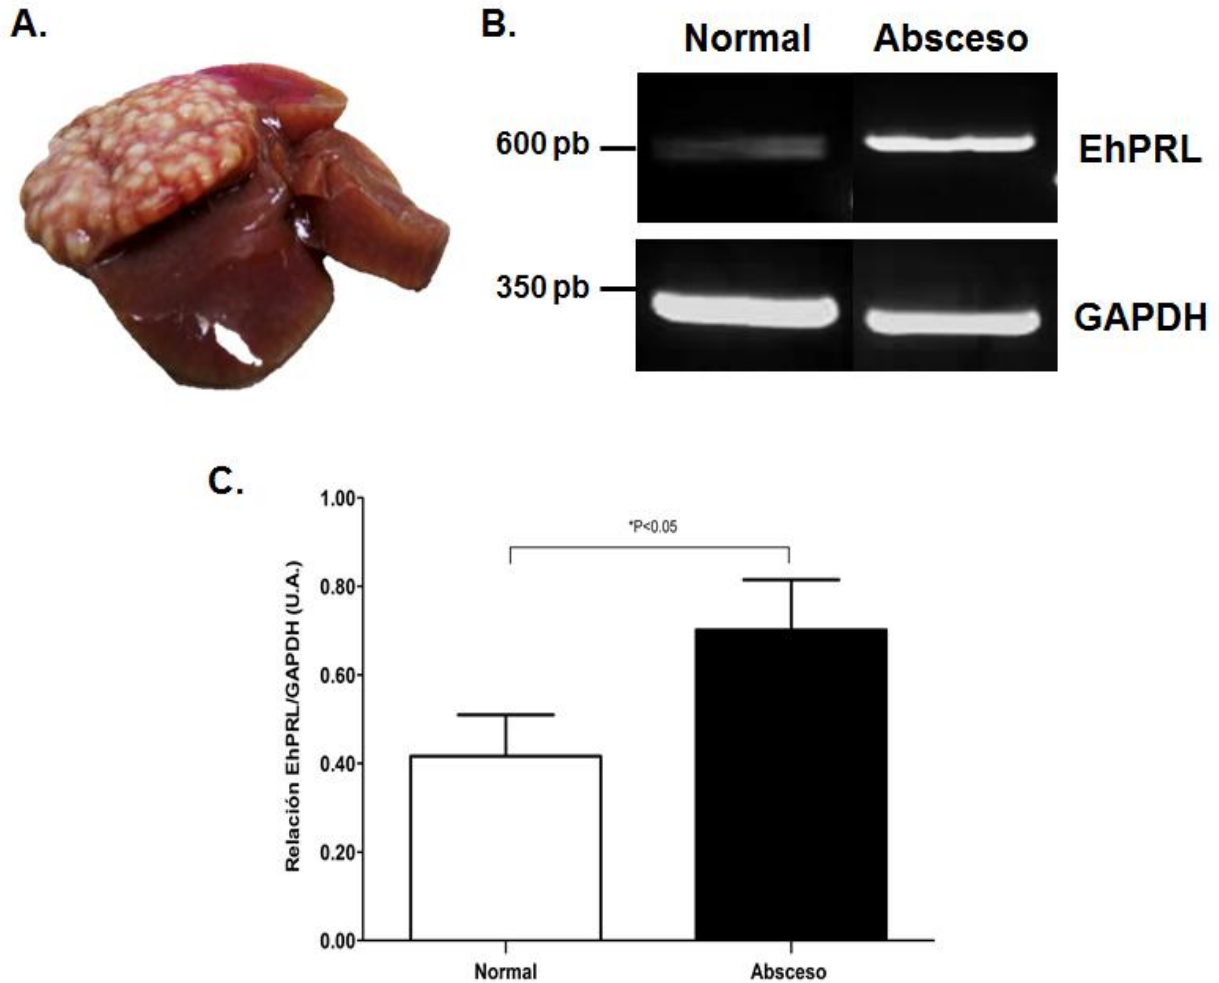 A.
B.
Normal Absceso
600 pb
EhPRL
350 pb
GAPDH
C.
1.00
*P<0.05
0.80
0.60
0.40
0.20
0.00
Relación EhPRL/GAPDH (U.A.)
Normal Absceso